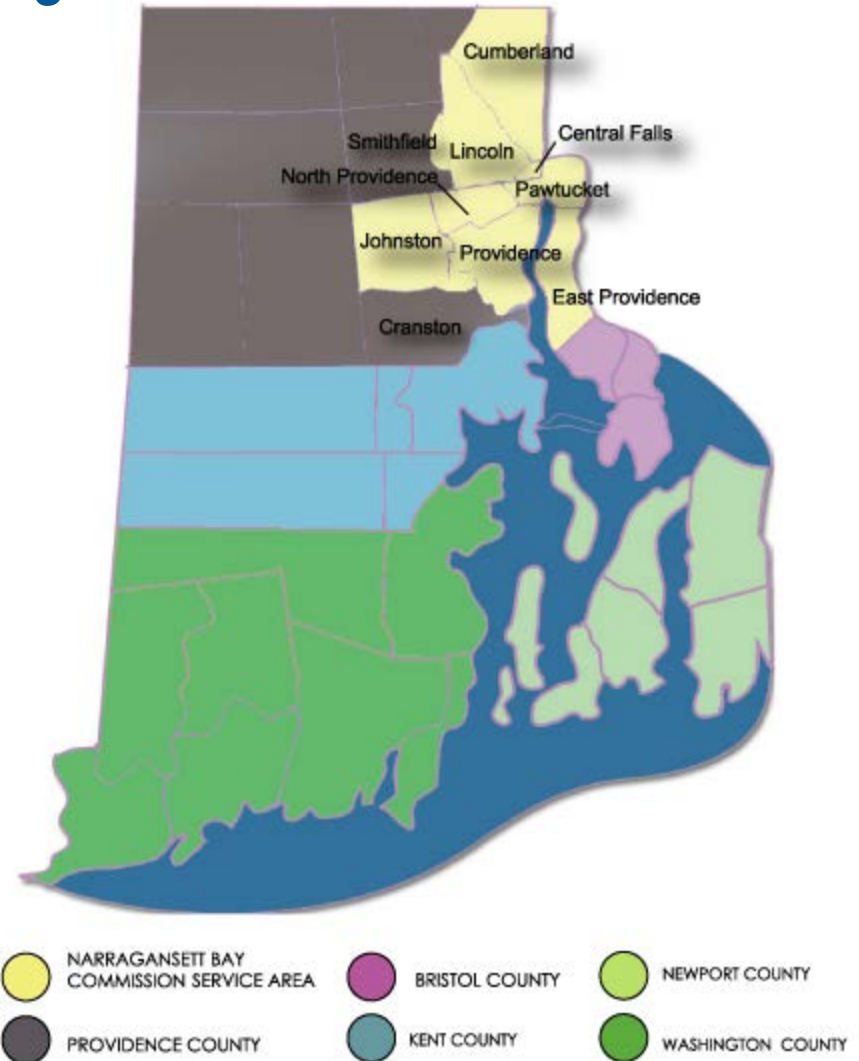 Cumberland
Central Falls
Smithfield
Lincoln
North Providence
Pawtucket
Johnston
Providence
East Providence
Cranston
NARRAGANSETT BAY
COMMISSION SERVICE AREA
BRISTOL COUNTY
NEWPORT COUNTY
PROVIDENCE COUNTY
KENT COUNTY
WASHINGTON COUNTY